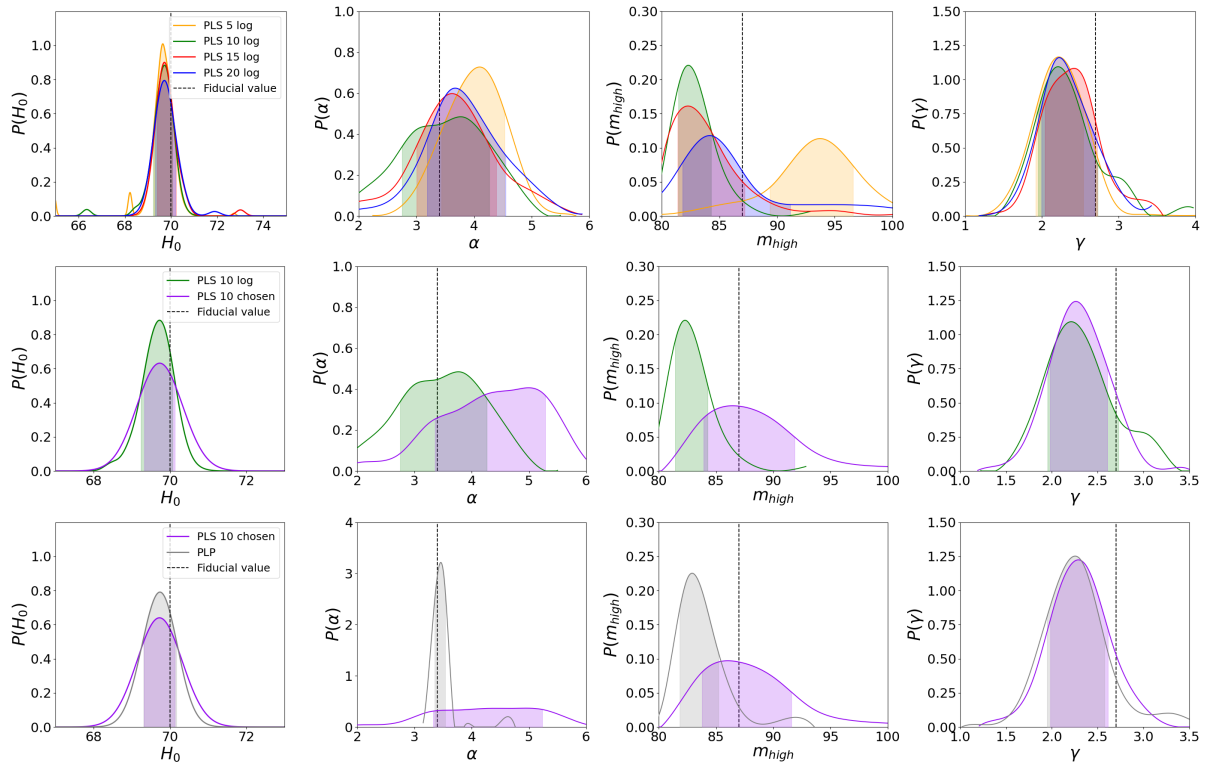 PLS 5 log
PLS 10 log
PLS 15 log
PLS 20 log
Fiducial value
P(H₀)
1.0
0.8
0.6
0.4
0.2
0.0
66 68 70 72 74
H₀
P(α)
1.0
0.8
0.6
0.4
0.2
0.0
2 3 4 5 6
α
P(m_high)
0.30
0.25
0.20
0.15
0.10
0.05
0.00
80 85 90 95 100
m_high
P(γ)
1.50
1.25
1.00
0.75
0.50
0.25
0.00
1 2 3 4
γ
PLS 10 log
PLS 10 chosen
Fiducial value
P(H₀)
1.0
0.8
0.6
0.4
0.2
0.0
68 70 72
H₀
P(α)
1.0
0.8
0.6
0.4
0.2
0.0
2 3 4 5 6
α
P(m_high)
0.30
0.25
0.20
0.15
0.10
0.05
0.00
80 85 90 95 100
m_high
P(γ)
1.50
1.25
1.00
0.75
0.50
0.25
0.00
1.0 1.5 2.0 2.5 3.0 3.5
γ
PLS 10 chosen
PLP
Fiducial value
P(H₀)
1.0
0.8
0.6
0.4
0.2
0.0
68 70 72
H₀
P(α)
4
3
2
1
0
2 3 4 5 6
α
P(m_high)
0.30
0.25
0.20
0.15
0.10
0.05
0.00
80 85 90 95 100
m_high
P(γ)
1.50
1.25
1.00
0.75
0.50
0.25
0.00
1.0 1.5 2.0 2.5 3.0 3.5
γ